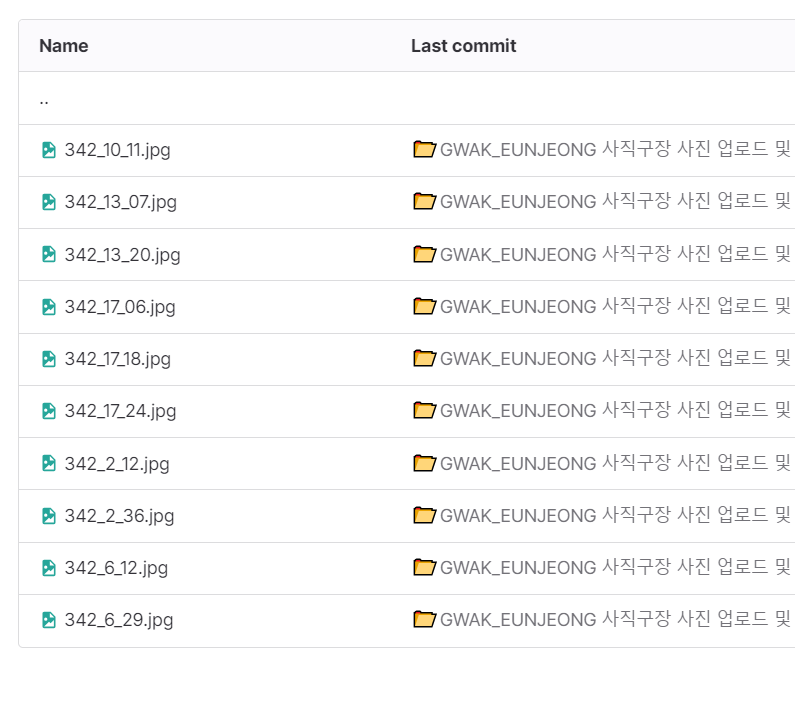 Name Last commit
..
342_10_11.jpg GWAK_EUNJEONG 사직구장 사진 업로드 및
342_13_07.jpg GWAK_EUNJEONG 사직구장 사진 업로드 및
342_13_20.jpg GWAK_EUNJEONG 사직구장 사진 업로드 및
342_17_06.jpg GWAK_EUNJEONG 사직구장 사진 업로드 및
342_17_18.jpg GWAK_EUNJEONG 사직구장 사진 업로드 및
342_17_24.jpg GWAK_EUNJEONG 사직구장 사진 업로드 및
342_2_12.jpg GWAK_EUNJEONG 사직구장 사진 업로드 및
342_2_36.jpg GWAK_EUNJEONG 사직구장 사진 업로드 및
342_6_12.jpg GWAK_EUNJEONG 사직구장 사진 업로드 및
342_6_29.jpg GWAK_EUNJEONG 사직구장 사진 업로드 및